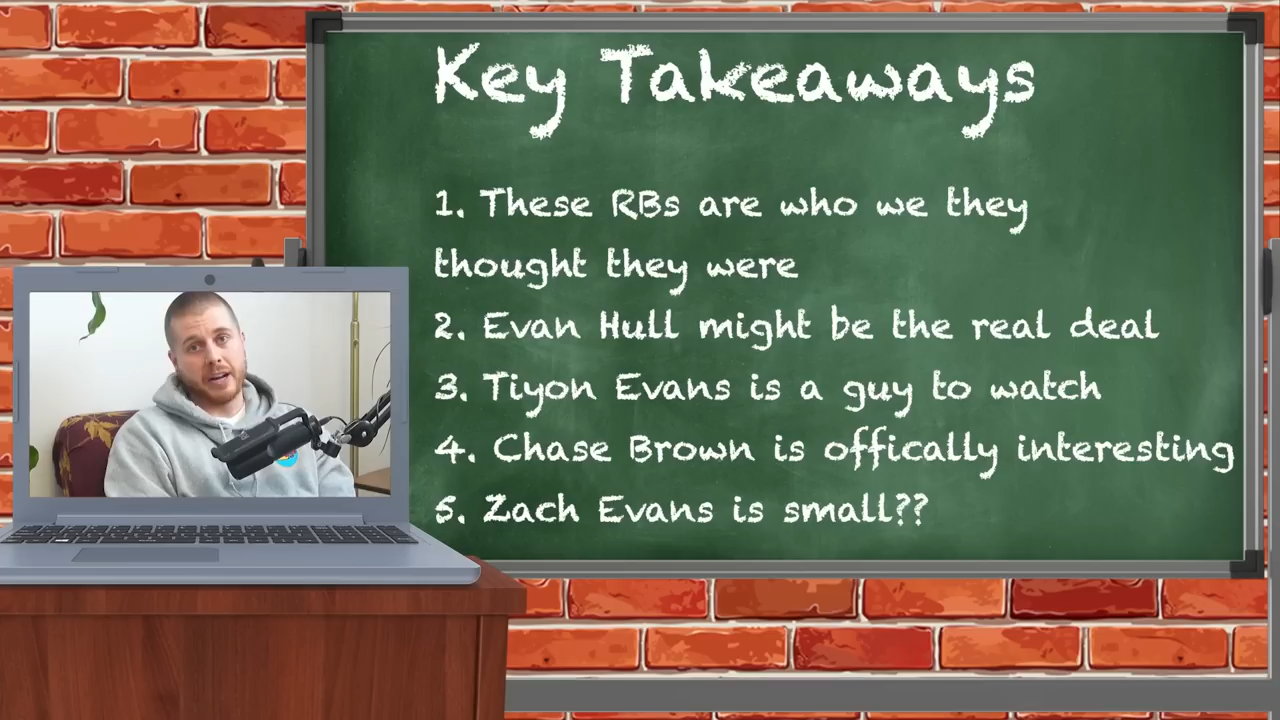 Key Takeaways
1. These RBs are who we they
thought they were
2. Evan Hull might be the real deal
3. Tiyon Evans is a guy to watch
4. Chase Brown is offically interesting
5. Zach Evans is small??